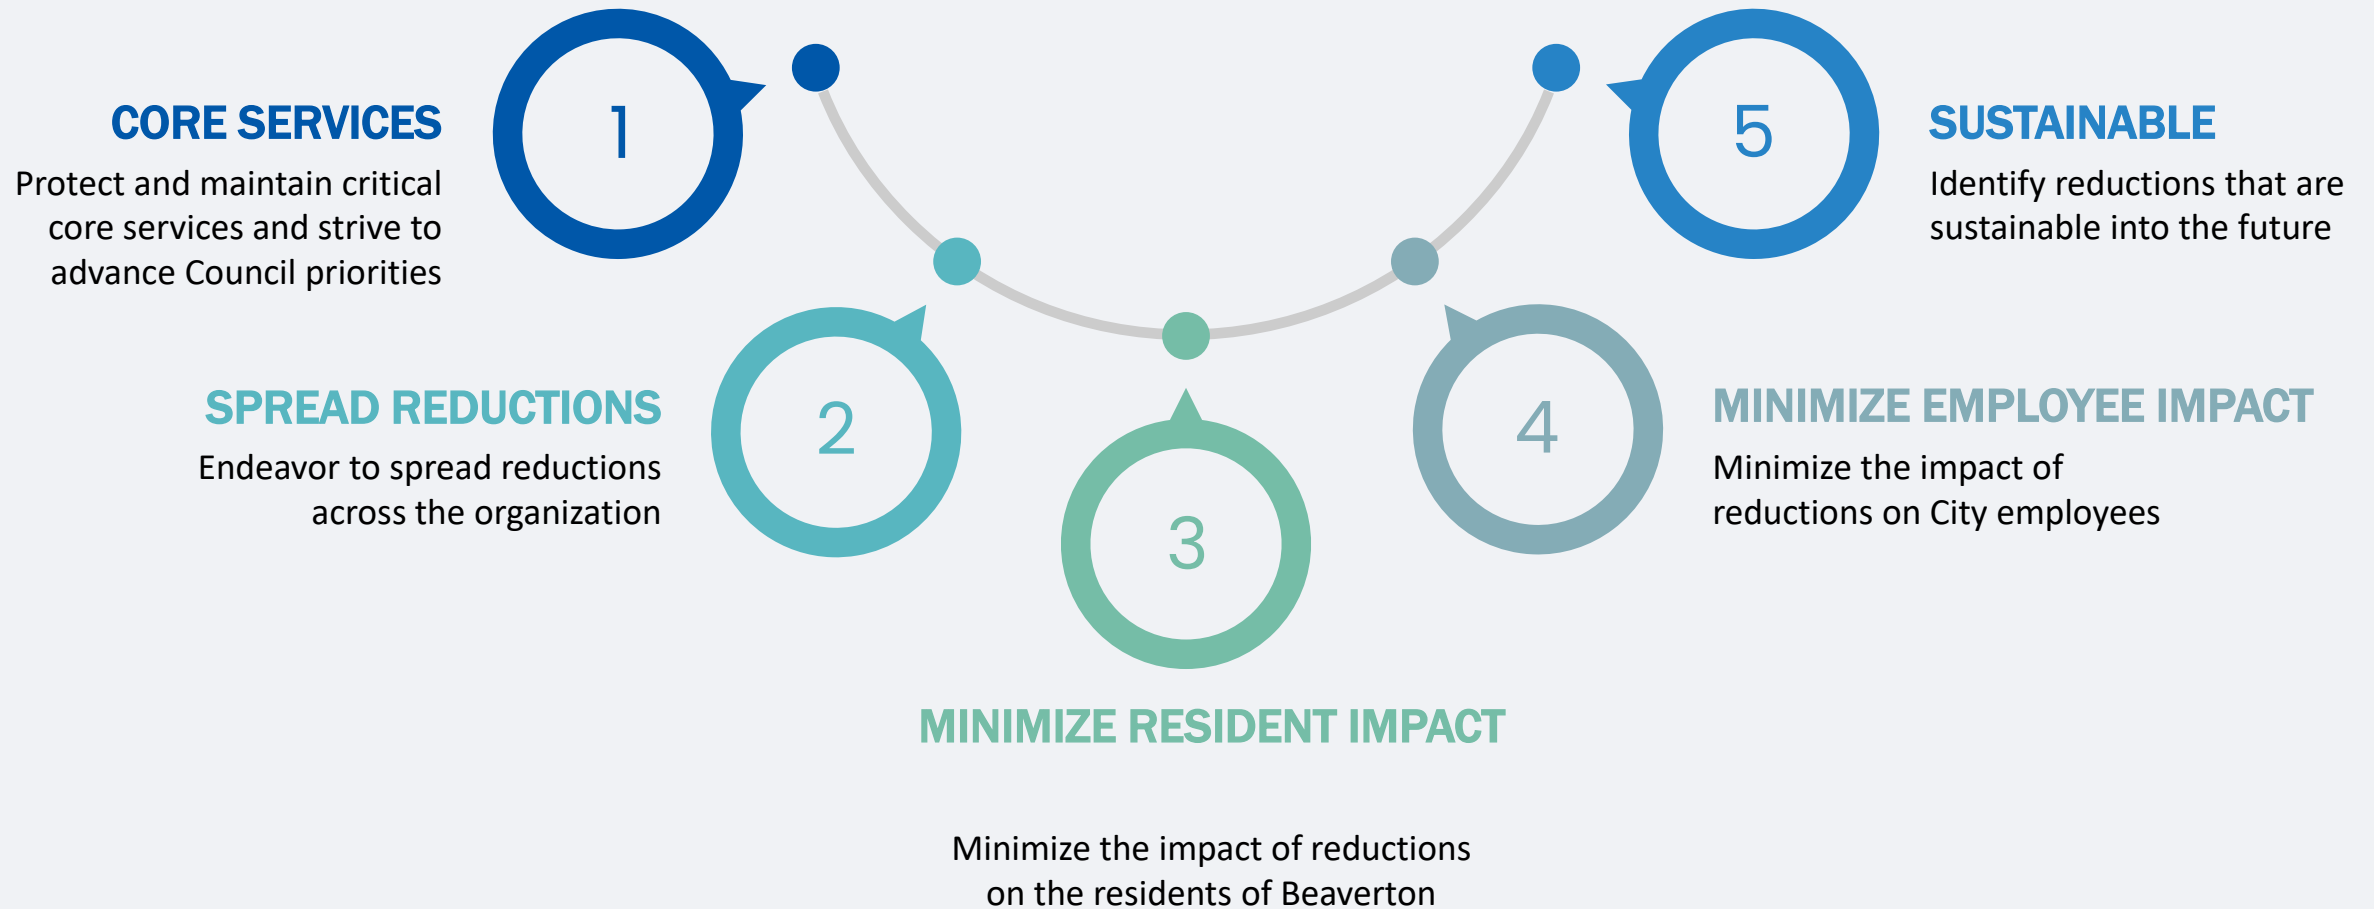 1
CORE SERVICES
Protect and maintain critical
core services and strive to
advance Council priorities
2
SPREAD REDUCTIONS
Endeavor to spread reductions
across the organization
3
MINIMIZE RESIDENT IMPACT
Minimize the impact of reductions
on the residents of Beaverton
4
MINIMIZE EMPLOYEE IMPACT
Minimize the impact of
reductions on City employees
5
SUSTAINABLE
Identify reductions that are
sustainable into the future